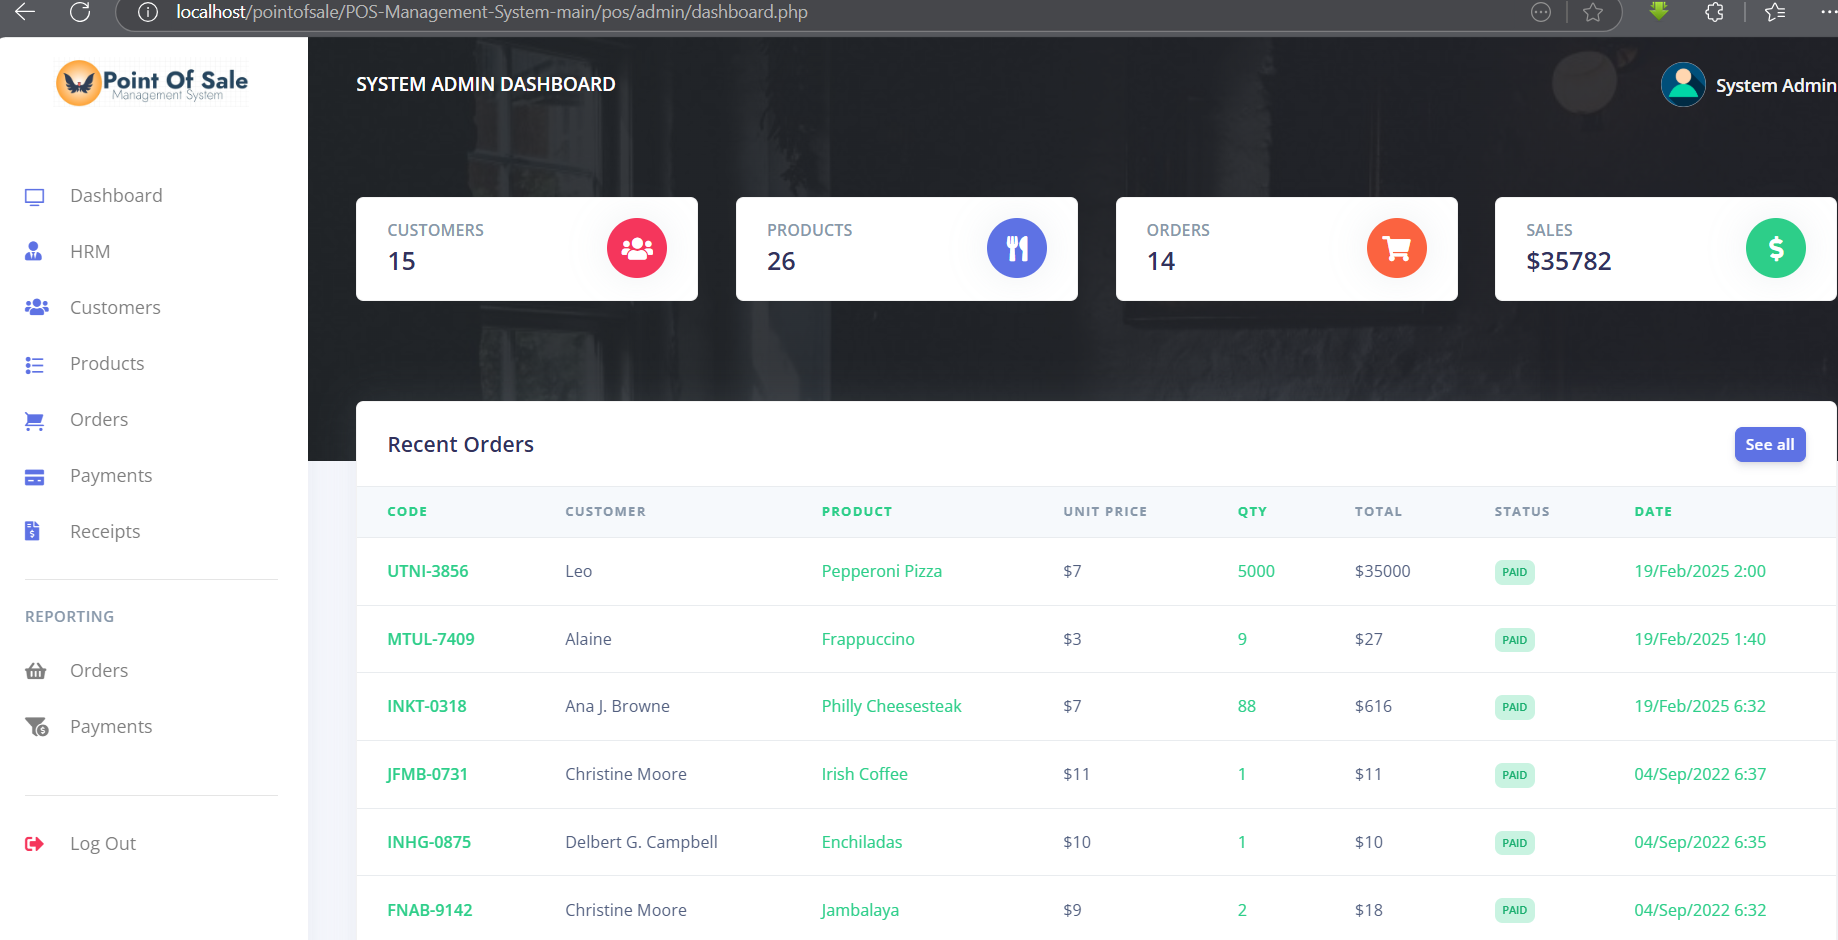 localhost/pointofsale/POS-Management-System-main/pos/admin/dashboard.php
Point Of Sale
Management System
Dashboard
HRM
Customers
Products
Orders
Payments
Receipts
REPORTING
Orders
Payments
Log Out
SYSTEM ADMIN DASHBOARD
System Admin
CUSTOMERS
15
PRODUCTS
26
ORDERS
14
SALES
$35782
Recent Orders
See all
CODE CUSTOMER PRODUCT UNIT PRICE QTY TOTAL STATUS DATE
UTNI-3856 Leo Pepperoni Pizza $7 5000 $35000 PAID 19/Feb/2025 2:00
MTUL-7409 Alaine Frappuccino $3 9 $27 PAID 19/Feb/2025 1:40
INKT-0318 Ana J. Browne Philly Cheesesteak $7 88 $616 PAID 19/Feb/2025 6:32
JFMB-0731 Christine Moore Irish Coffee $11 1 $11 PAID 04/Sep/2022 6:37
INHG-0875 Delbert G. Campbell Enchiladas $10 1 $10 PAID 04/Sep/2022 6:35
FNAB-9142 Christine Moore Jambalaya $9 2 $18 PAID 04/Sep/2022 6:32